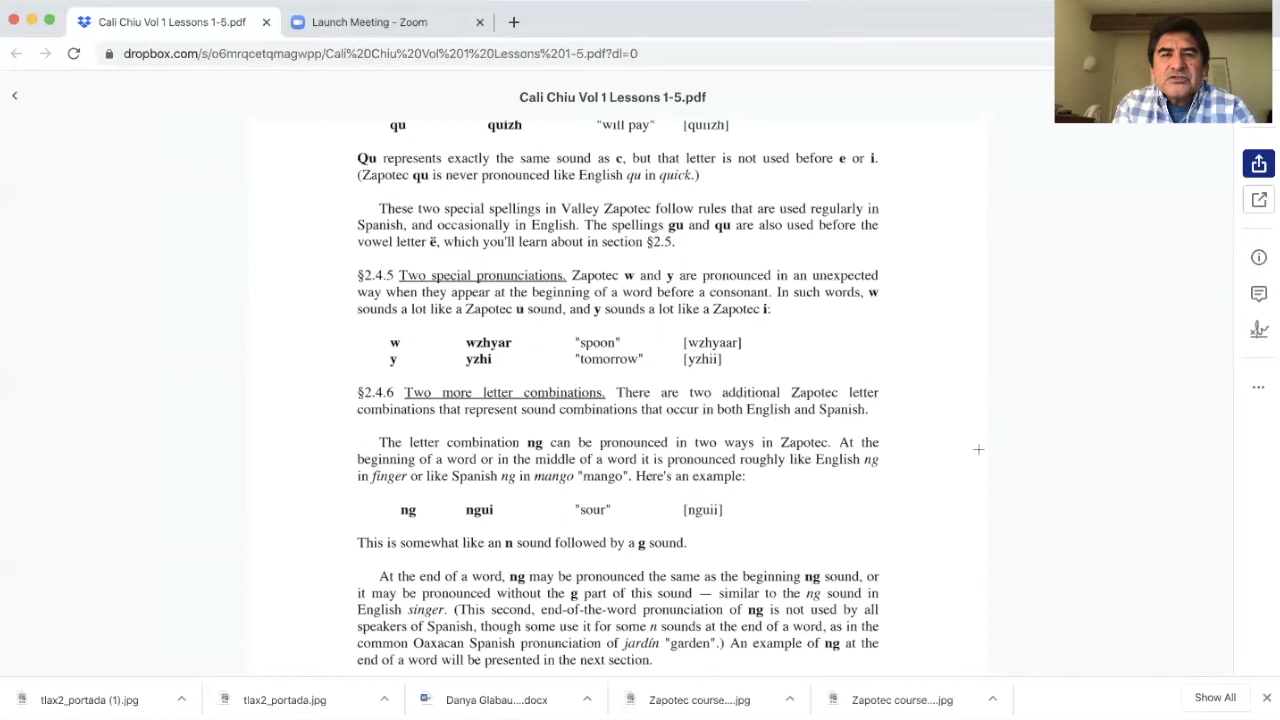 Cali Chiu Vol 1 Lessons 1-5.pdf
Launch Meeting - Zoom
dropbox.com/s/o6mrqcetqmagwpp/Cali%20Chiu%20Vol%201%20Lessons%201-5.pdf?dl=0
Cali Chiu Vol 1 Lessons 1-5.pdf
qu quizh "will pay" [quiizh]
Qu represents exactly the same sound as c, but that letter is not used before e or i.
(Zapotec qu is never pronounced like English qu in quick.)
These two special spellings in Valley Zapotec follow rules that are used regularly in
Spanish, and occasionally in English. The spellings gu and qu are also used before the
vowel letter ë, which you'll learn about in section §2.5.
§2.4.5 Two special pronunciations. Zapotec w and y are pronounced in an unexpected
way when they appear at the beginning of a word before a consonant. In such words, w
sounds a lot like a Zapotec u sound, and y sounds a lot like a Zapotec i:
w wzhyar "spoon" [wzhyaar]
y yzhi "tomorrow" [yzhii]
§2.4.6 Two more letter combinations. There are two additional Zapotec letter
combinations that represent sound combinations that occur in both English and Spanish.
The letter combination ng can be pronounced in two ways in Zapotec. At the
beginning of a word or in the middle of a word it is pronounced roughly like English ng
in finger or like Spanish ng in mango "mango". Here's an example:
ng ngui "sour" [nguii]
This is somewhat like an n sound followed by a g sound.
At the end of a word, ng may be pronounced the same as the beginning ng sound, or
it may be pronounced without the g part of this sound — similar to the ng sound in
English singer. (This second, end-of-the-word pronunciation of ng is not used by all
speakers of Spanish, though some use it for some n sounds at the end of a word, as in the
common Oaxacan Spanish pronunciation of jardín "garden".) An example of ng at the
end of a word will be presented in the next section.
tlax2_portada (1).jpg
tlax2_portada.jpg
Danya Glabau....docx
Zapotec course....jpg
Zapotec course....jpg
Show All